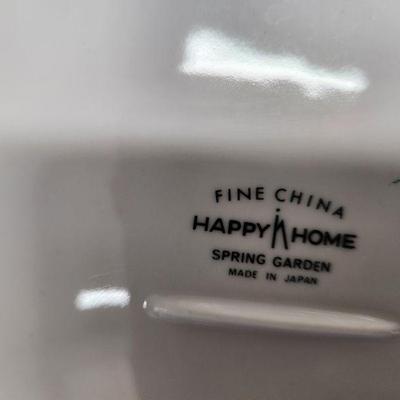 FINE CHINA
HAPPY HOME
SPRING GARDEN
MADE IN JAPAN